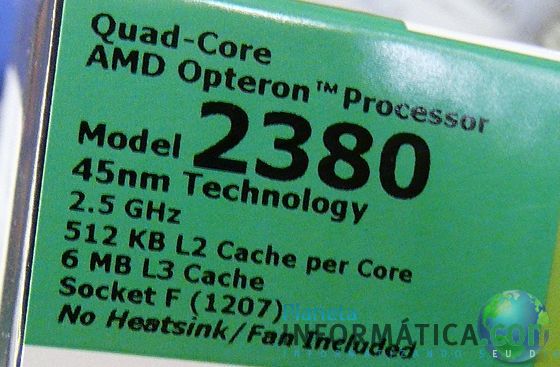 Quad-Core
AMD Opteron™ Processor
Model 2380
45nm Technology
2.5 GHz
512 KB L2 Cache per Core
6 MB L3 Cache
Socket F (1207)
No Heatsink/Fan Included
Planeta
INFORMÁTICA.com